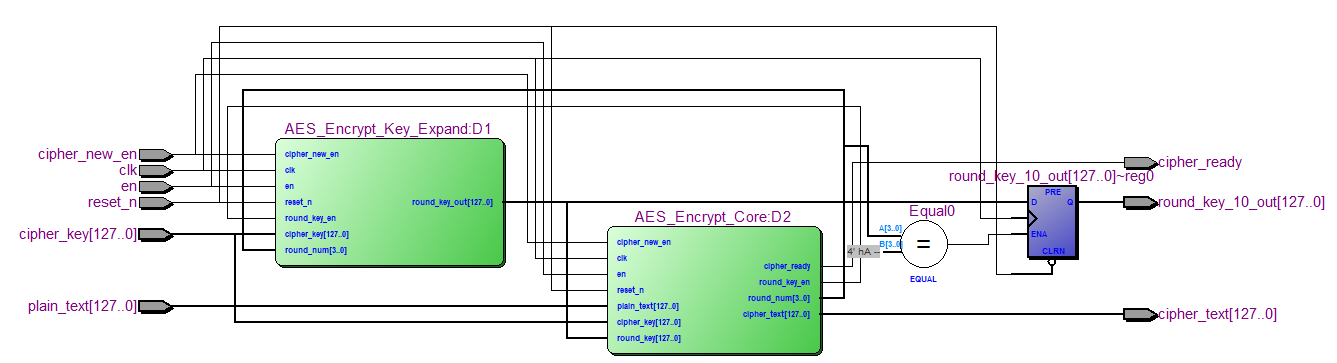 AES_Encrypt_Key_Expand:D1
cipher_new_en
clk
en
reset_n
cipher_key[127..0]
plain_text[127..0]
cipher_new_en
clk
en
reset_n
round_key_en
cipher_key[127..0]
round_num[3..0]
round_key_out[127..0]
AES_Encrypt_Core:D2
cipher_new_en
clk
en
reset_n
plain_text[127..0]
cipher_key[127..0]
round_key[127..0]
cipher_ready
round_key_en
round_num[3..0]
cipher_text[127..0]
Equal0
A[3..0]
B[3..0]
4' hA --
=
EQUAL
round_key_10_out[127..0]~reg0
PRE
D
Q
ENA
CLRN
cipher_ready
round_key_10_out[127..0]
cipher_text[127..0]